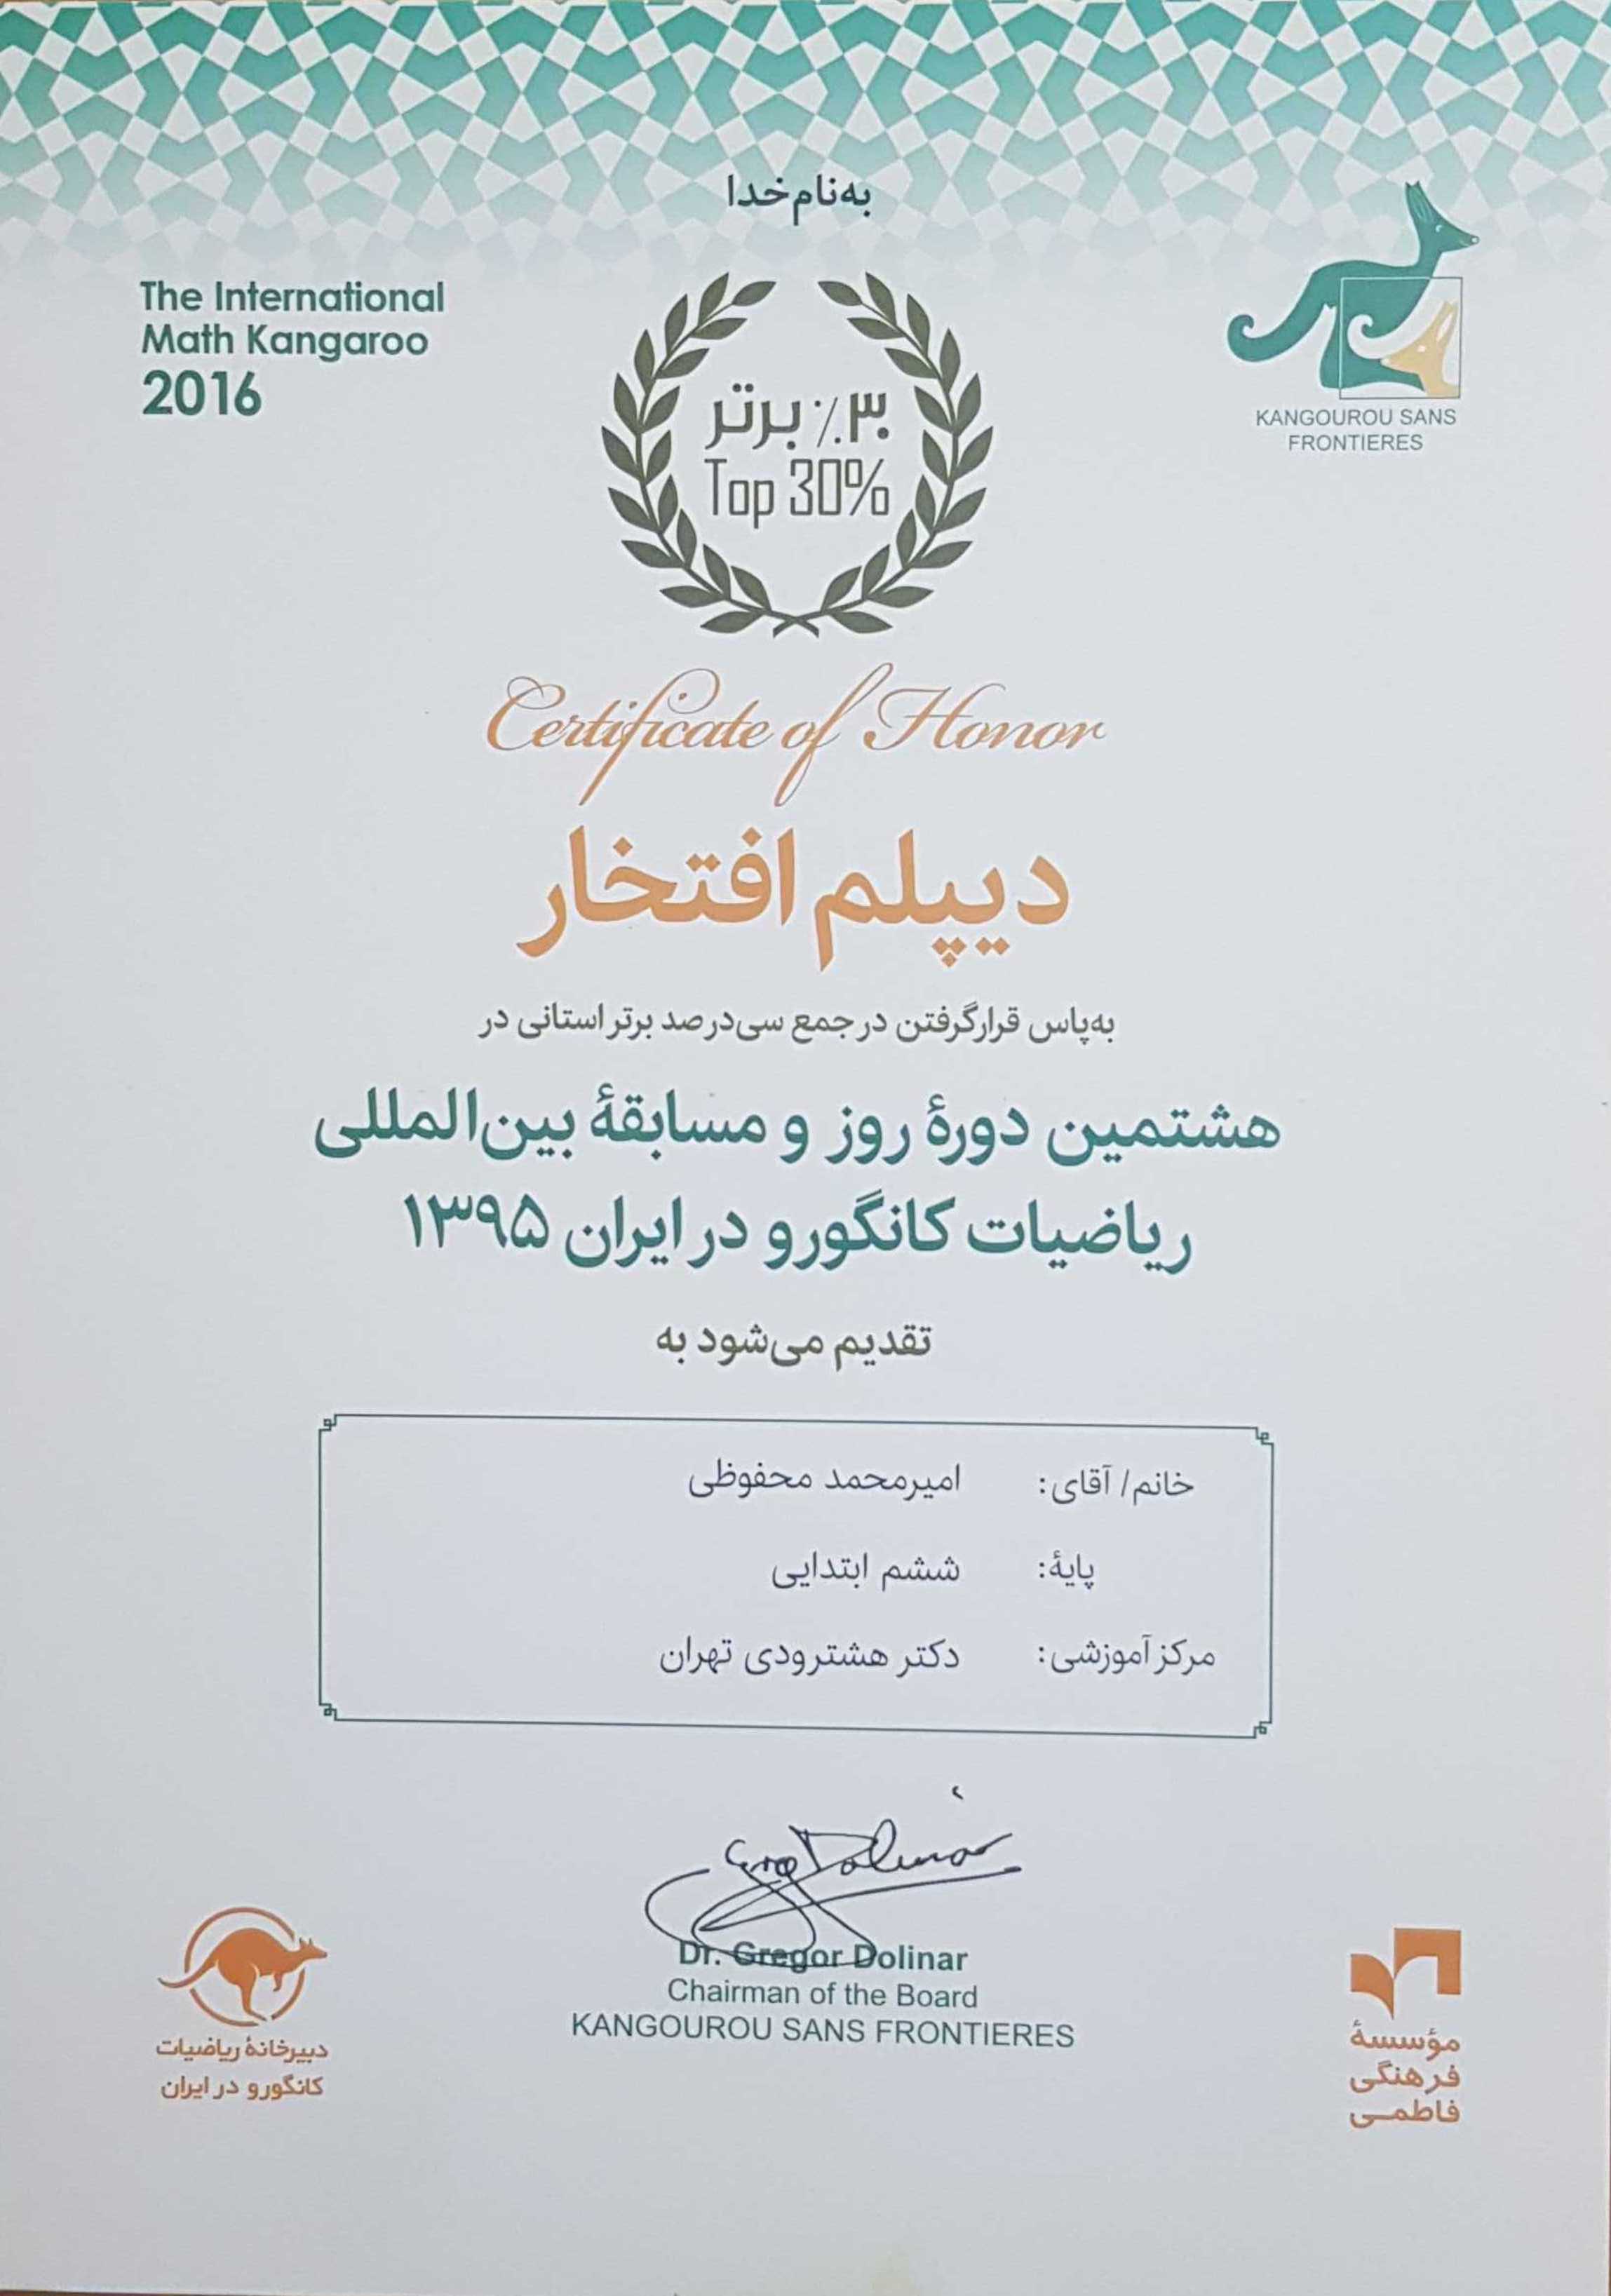 به‌نام خدا
The International
Math Kangaroo
2016
۳۰٪ برتر
Top 30%
KANGOUROU SANS
FRONTIERES
Certificate of Honor
دیپلم افتخار
به‌پاس قرارگرفتن در جمع سی‌درصد برتر استانی در
هشتمین دورهٔ روز و مسابقهٔ بین‌المللی
ریاضیات کانگورو در ایران ۱۳۹۵
تقدیم می‌شود به
خانم/ آقای: امیرمحمد محفوظی
پایهٔ: ششم ابتدایی
مرکز آموزشی: دکتر هشترودی تهران
Dr. Gregor Dolinar
Chairman of the Board
KANGOUROU SANS FRONTIERES
دبیرخانهٔ ریاضیات
کانگورو در ایران
مؤسسهٔ
فرهنگی
فاطمی